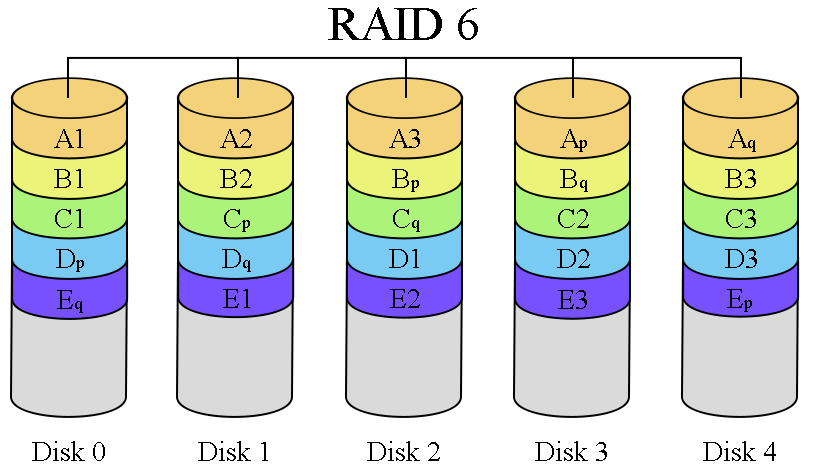 RAID 6
A1 A2 A3 Ap Aq
B1 B2 Bp Bq B3
C1 Cp Cq C2 C3
Dp Dq D1 D2 D3
Eq E1 E2 E3 Ep
Disk 0 Disk 1 Disk 2 Disk 3 Disk 4